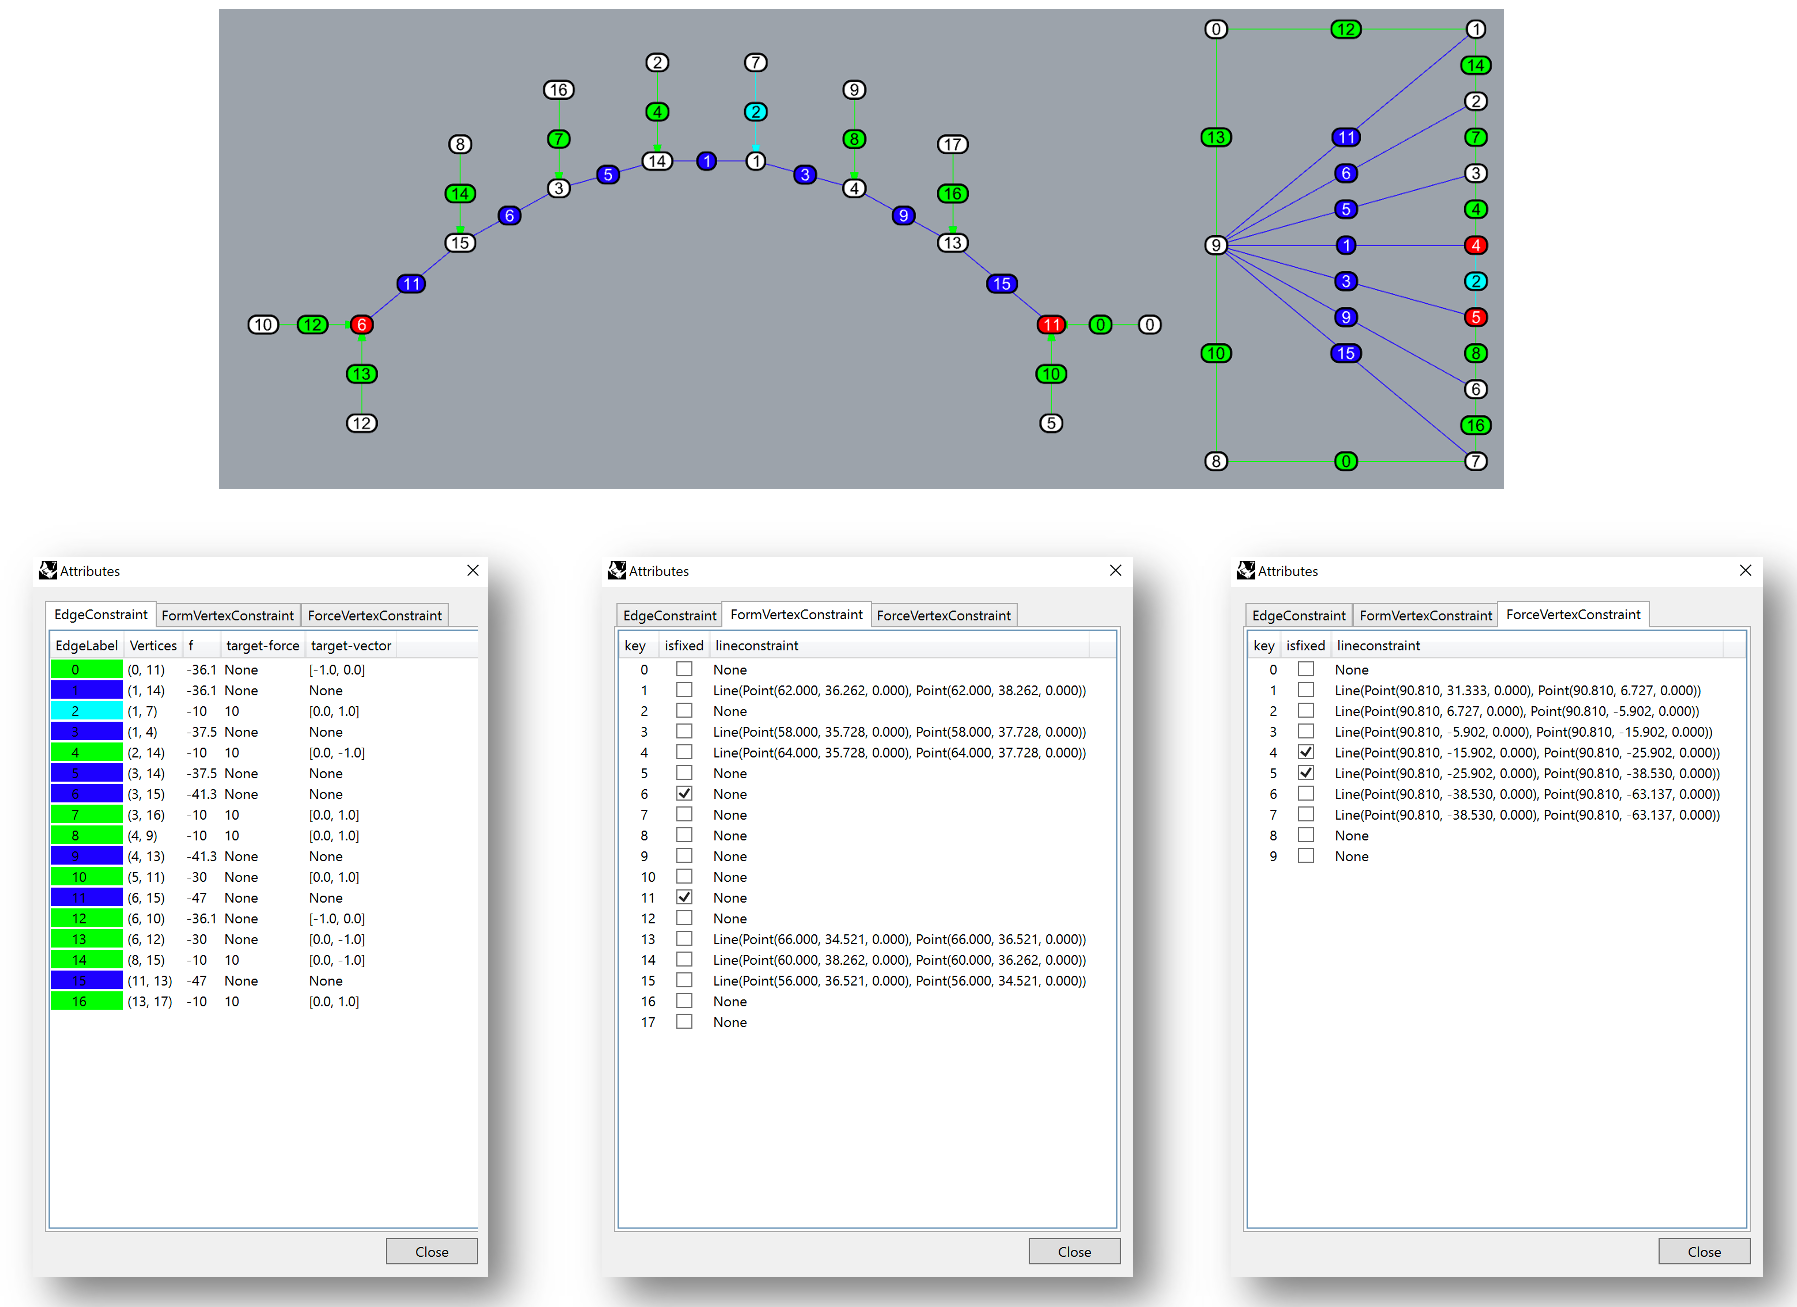 0 12 1
14
2 7
16 9 2
4 2
7 8 13 11 7
8 17
14 1 1 14 16 6 3
5 3
3 4
6 9 5 4
15 13 9 1 4
11 15 3 2
10 12 6 11 0 0 9 5
15 10 8
13 10
6
12 5 16
8 0 7
Attributes
EdgeConstraint FormVertexConstraint ForceVertexConstraint
EdgeLabel Vertices f target-force target-vector
0 (0, 11) -36.1 None [-1.0, 0.0]
1 (1, 14) -36.1 None None
2 (1, 7) -10 10 [0.0, 1.0]
3 (1, 4) -37.5 None None
4 (2, 14) -10 10 [0.0, -1.0]
5 (3, 14) -37.5 None None
6 (3, 15) -41.3 None None
7 (3, 16) -10 10 [0.0, 1.0]
8 (4, 9) -10 10 [0.0, 1.0]
9 (4, 13) -41.3 None None
10 (5, 11) -30 None [0.0, 1.0]
11 (6, 15) -47 None None
12 (6, 10) -36.1 None [-1.0, 0.0]
13 (6, 12) -30 None [0.0, -1.0]
14 (8, 15) -10 10 [0.0, -1.0]
15 (11, 13) -47 None None
16 (13, 17) -10 10 [0.0, 1.0]
Close
Attributes
EdgeConstraint FormVertexConstraint ForceVertexConstraint
key isfixed lineconstraint
0 None
1 Line(Point(62.000, 36.262, 0.000), Point(62.000, 38.262, 0.000))
2 None
3 Line(Point(58.000, 35.728, 0.000), Point(58.000, 37.728, 0.000))
4 Line(Point(64.000, 35.728, 0.000), Point(64.000, 37.728, 0.000))
5 None
6 None
7 None
8 None
9 None
10 None
11 None
12 None
13 Line(Point(66.000, 34.521, 0.000), Point(66.000, 36.521, 0.000))
14 Line(Point(60.000, 38.262, 0.000), Point(60.000, 36.262, 0.000))
15 Line(Point(56.000, 36.521, 0.000), Point(56.000, 34.521, 0.000))
16 None
17 None
Close
Attributes
EdgeConstraint FormVertexConstraint ForceVertexConstraint
key isfixed lineconstraint
0 None
1 Line(Point(90.810, 31.333, 0.000), Point(90.810, 6.727, 0.000))
2 Line(Point(90.810, 6.727, 0.000), Point(90.810, -5.902, 0.000))
3 Line(Point(90.810, -5.902, 0.000), Point(90.810, -15.902, 0.000))
4 Line(Point(90.810, -15.902, 0.000), Point(90.810, -25.902, 0.000))
5 Line(Point(90.810, -25.902, 0.000), Point(90.810, -38.530, 0.000))
6 Line(Point(90.810, -38.530, 0.000), Point(90.810, -63.137, 0.000))
7 Line(Point(90.810, -38.530, 0.000), Point(90.810, -63.137, 0.000))
8 None
9 None
Close